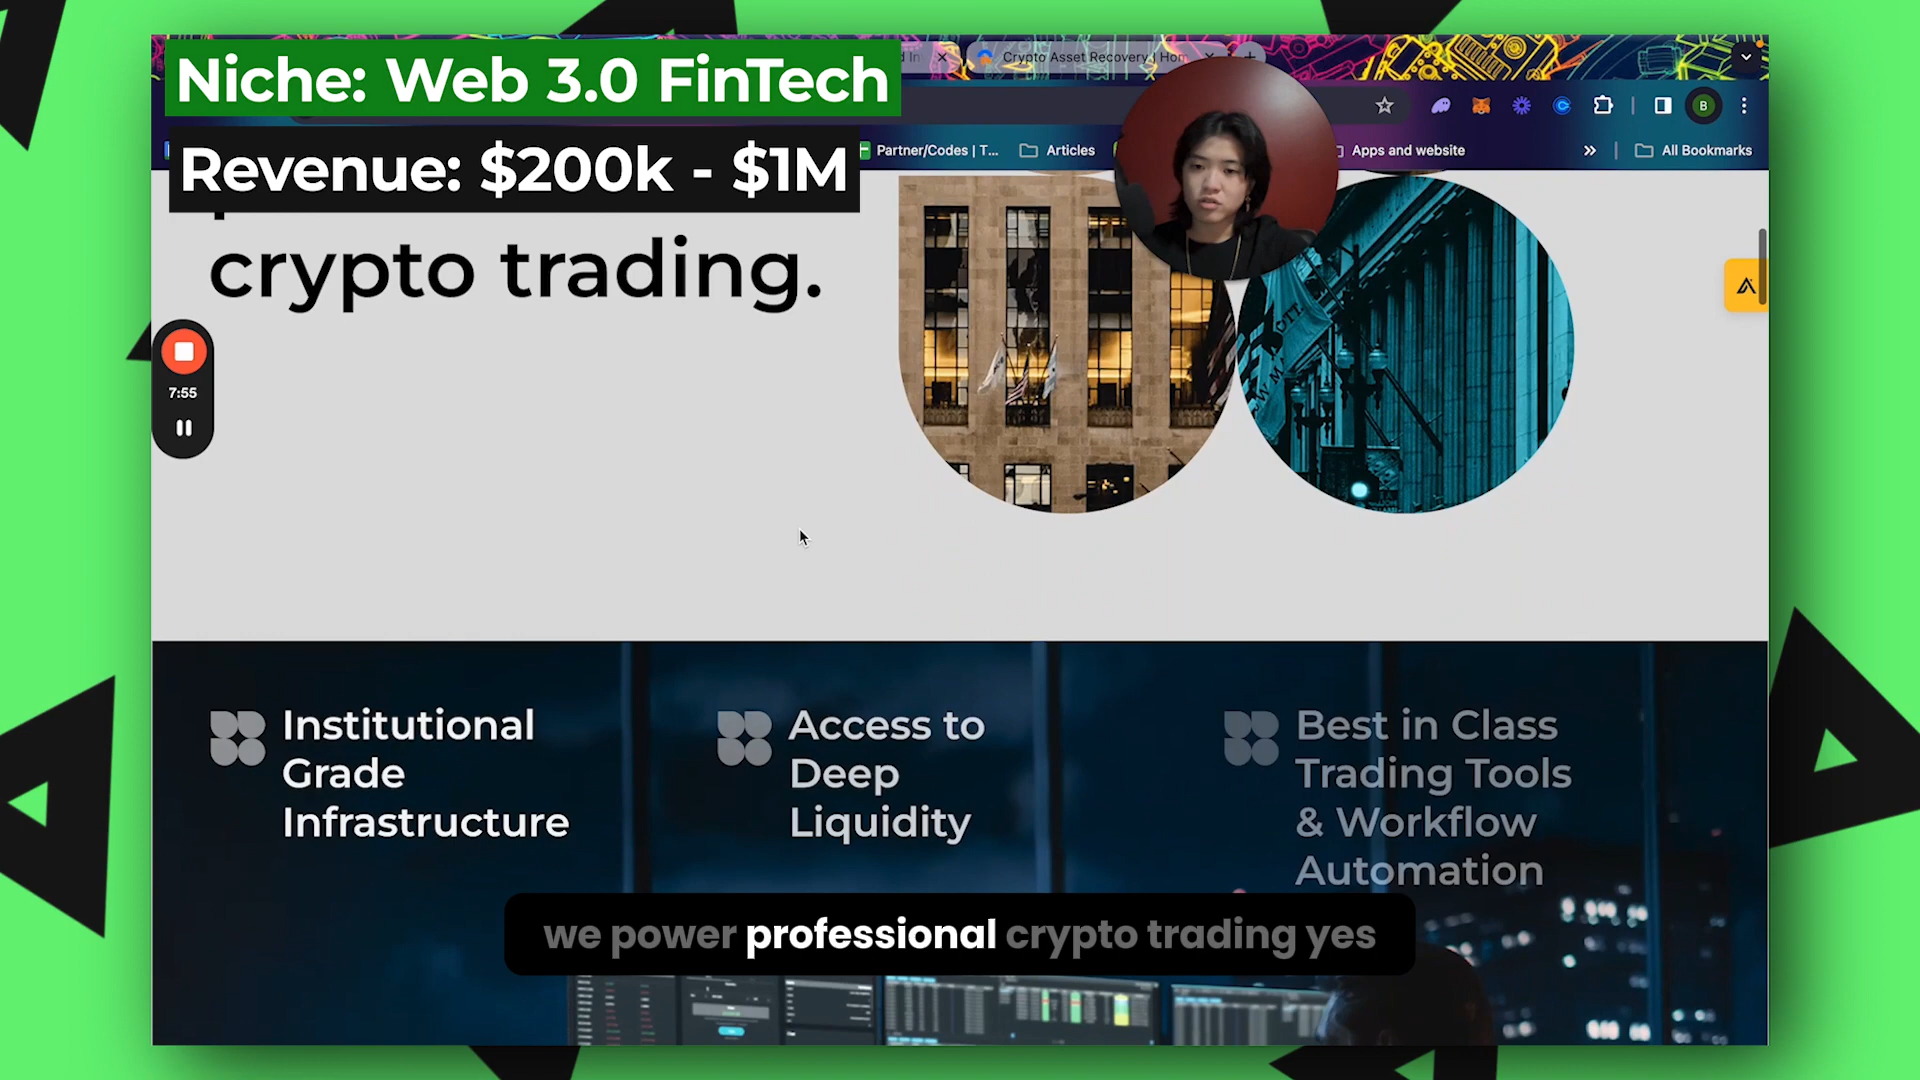 Niche: Web 3.0 FinTech
Crypto Asset Recovery | Hom
Revenue: $200k - $1M
B
Partner/Codes | T...
Articles
Apps and website
All Bookmarks
crypto trading.
7:55
Institutional
Grade
Infrastructure
Access to
Deep
Liquidity
Best in Class
Trading Tools
& Workflow
Automation
we power professional crypto trading yes